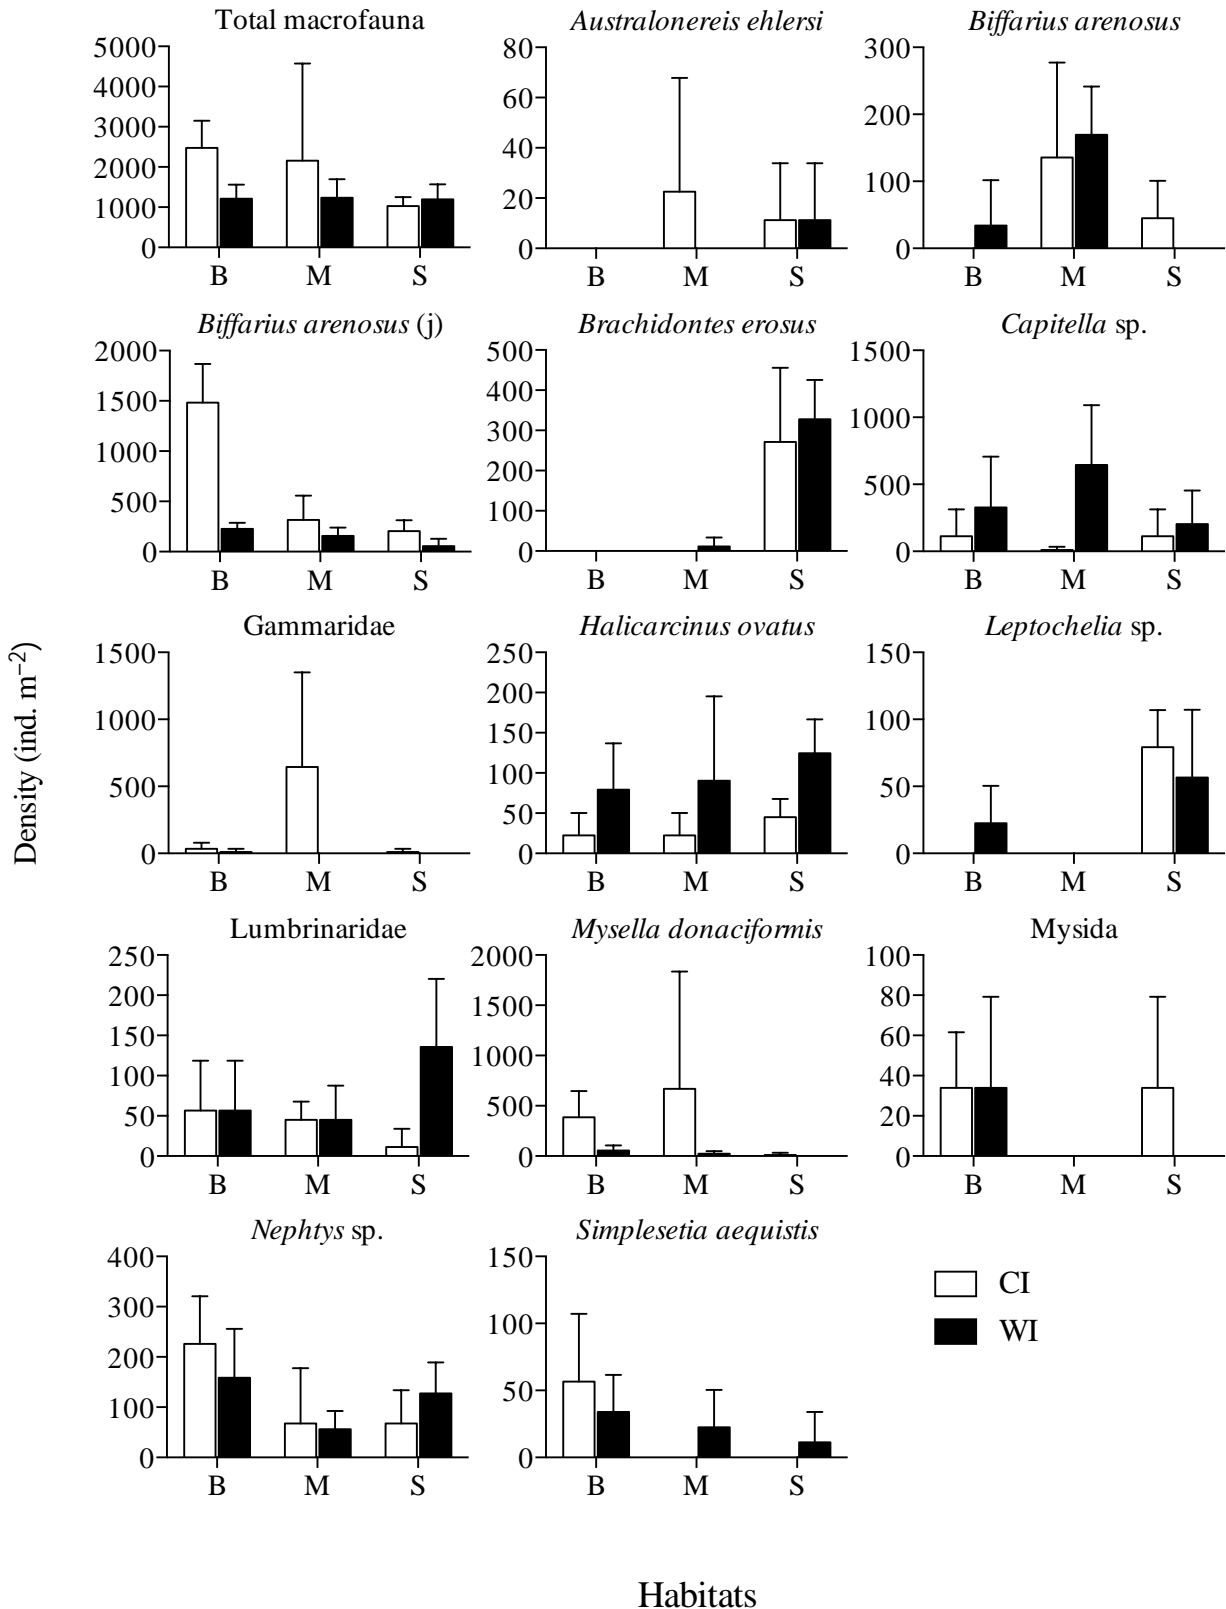 Total macrofauna
5000
4000
3000
2000
1000
0
B M S
Australonereis ehlersi
80
60
40
20
0
B M S
Biffarius arenosus
300
200
100
0
B M S
Biffarius arenosus (j)
2000
1500
1000
500
0
B M S
Brachidontes erosus
500
400
300
200
100
0
B M S
Capitella sp.
1500
1000
500
0
B M S
Density (ind. m−2)
Gammaridae
1500
1000
500
0
B M S
Halicarcinus ovatus
250
200
150
100
50
0
B M S
Leptochelia sp.
150
100
50
0
B M S
Lumbrinaridae
250
200
150
100
50
0
B M S
Mysella donaciformis
2000
1500
1000
500
0
B M S
Mysida
100
80
60
40
20
0
B M S
Nephtys sp.
400
300
200
100
0
B M S
Simplesetia aequistis
150
100
50
0
B M S
CI
WI
Habitats